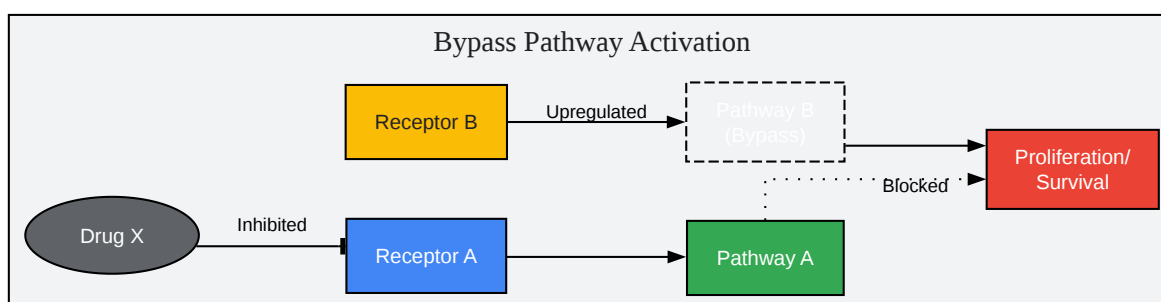 Bypass Pathway Activation
Receptor B
Upregulated
Pathway B
(Bypass)
Proliferation/
Survival
Blocked
Drug X
Inhibited
Receptor A
Pathway A